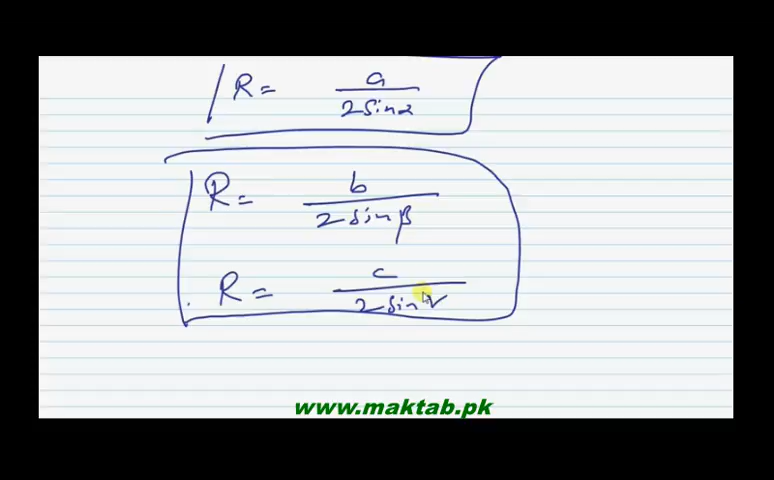 R = a / 2 sin α
R = b / 2 sin β
R = c / 2 sin γ
www.maktab.pk